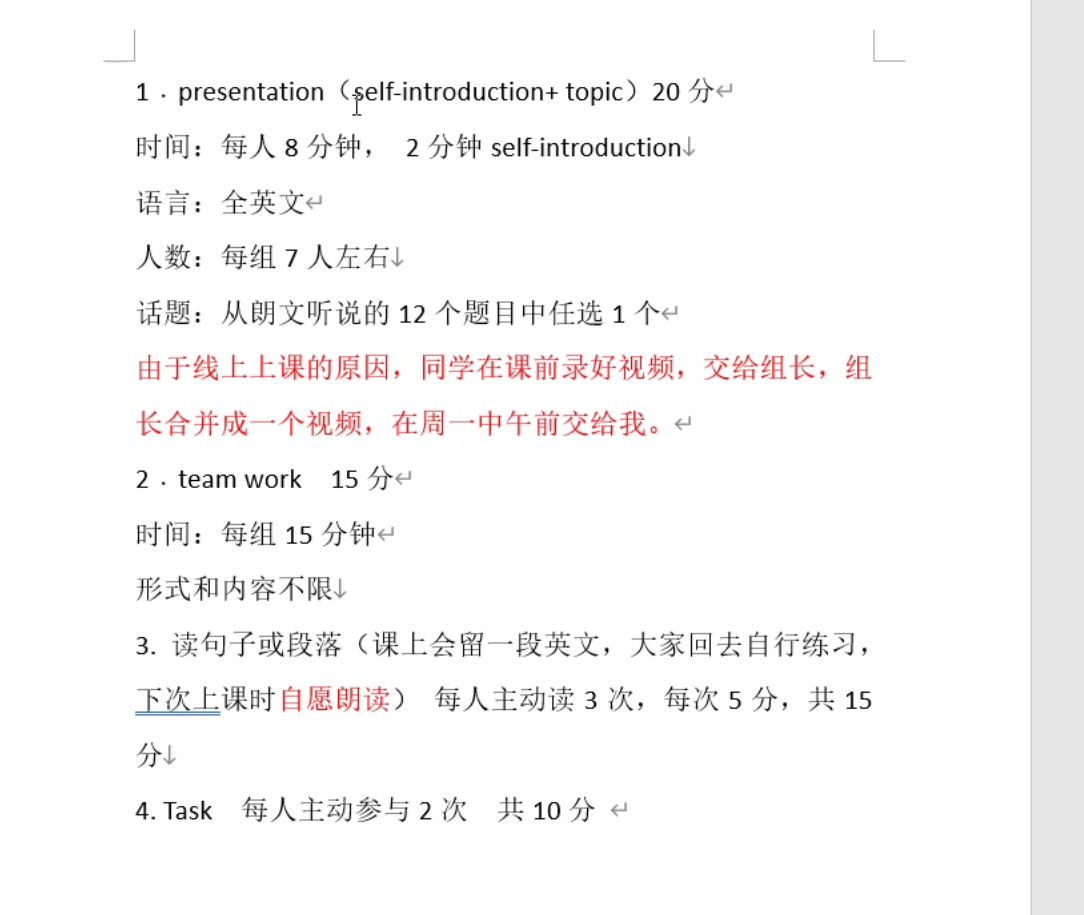 1．presentation（self-introduction+ topic）20 分
时间：每人 8 分钟， 2 分钟 self-introduction
语言：全英文
人数：每组 7 人左右
话题：从朗文听说的 12 个题目中任选 1 个
由于线上上课的原因，同学在课前录好视频，交给组长，组
长合并成一个视频，在周一中午前交给我。
2．team work 15 分
时间：每组 15 分钟
形式和内容不限
3. 读句子或段落（课上会留一段英文，大家回去自行练习，
下次上课时自愿朗读） 每人主动读 3 次，每次 5 分，共 15
分
4. Task 每人主动参与 2 次 共 10 分